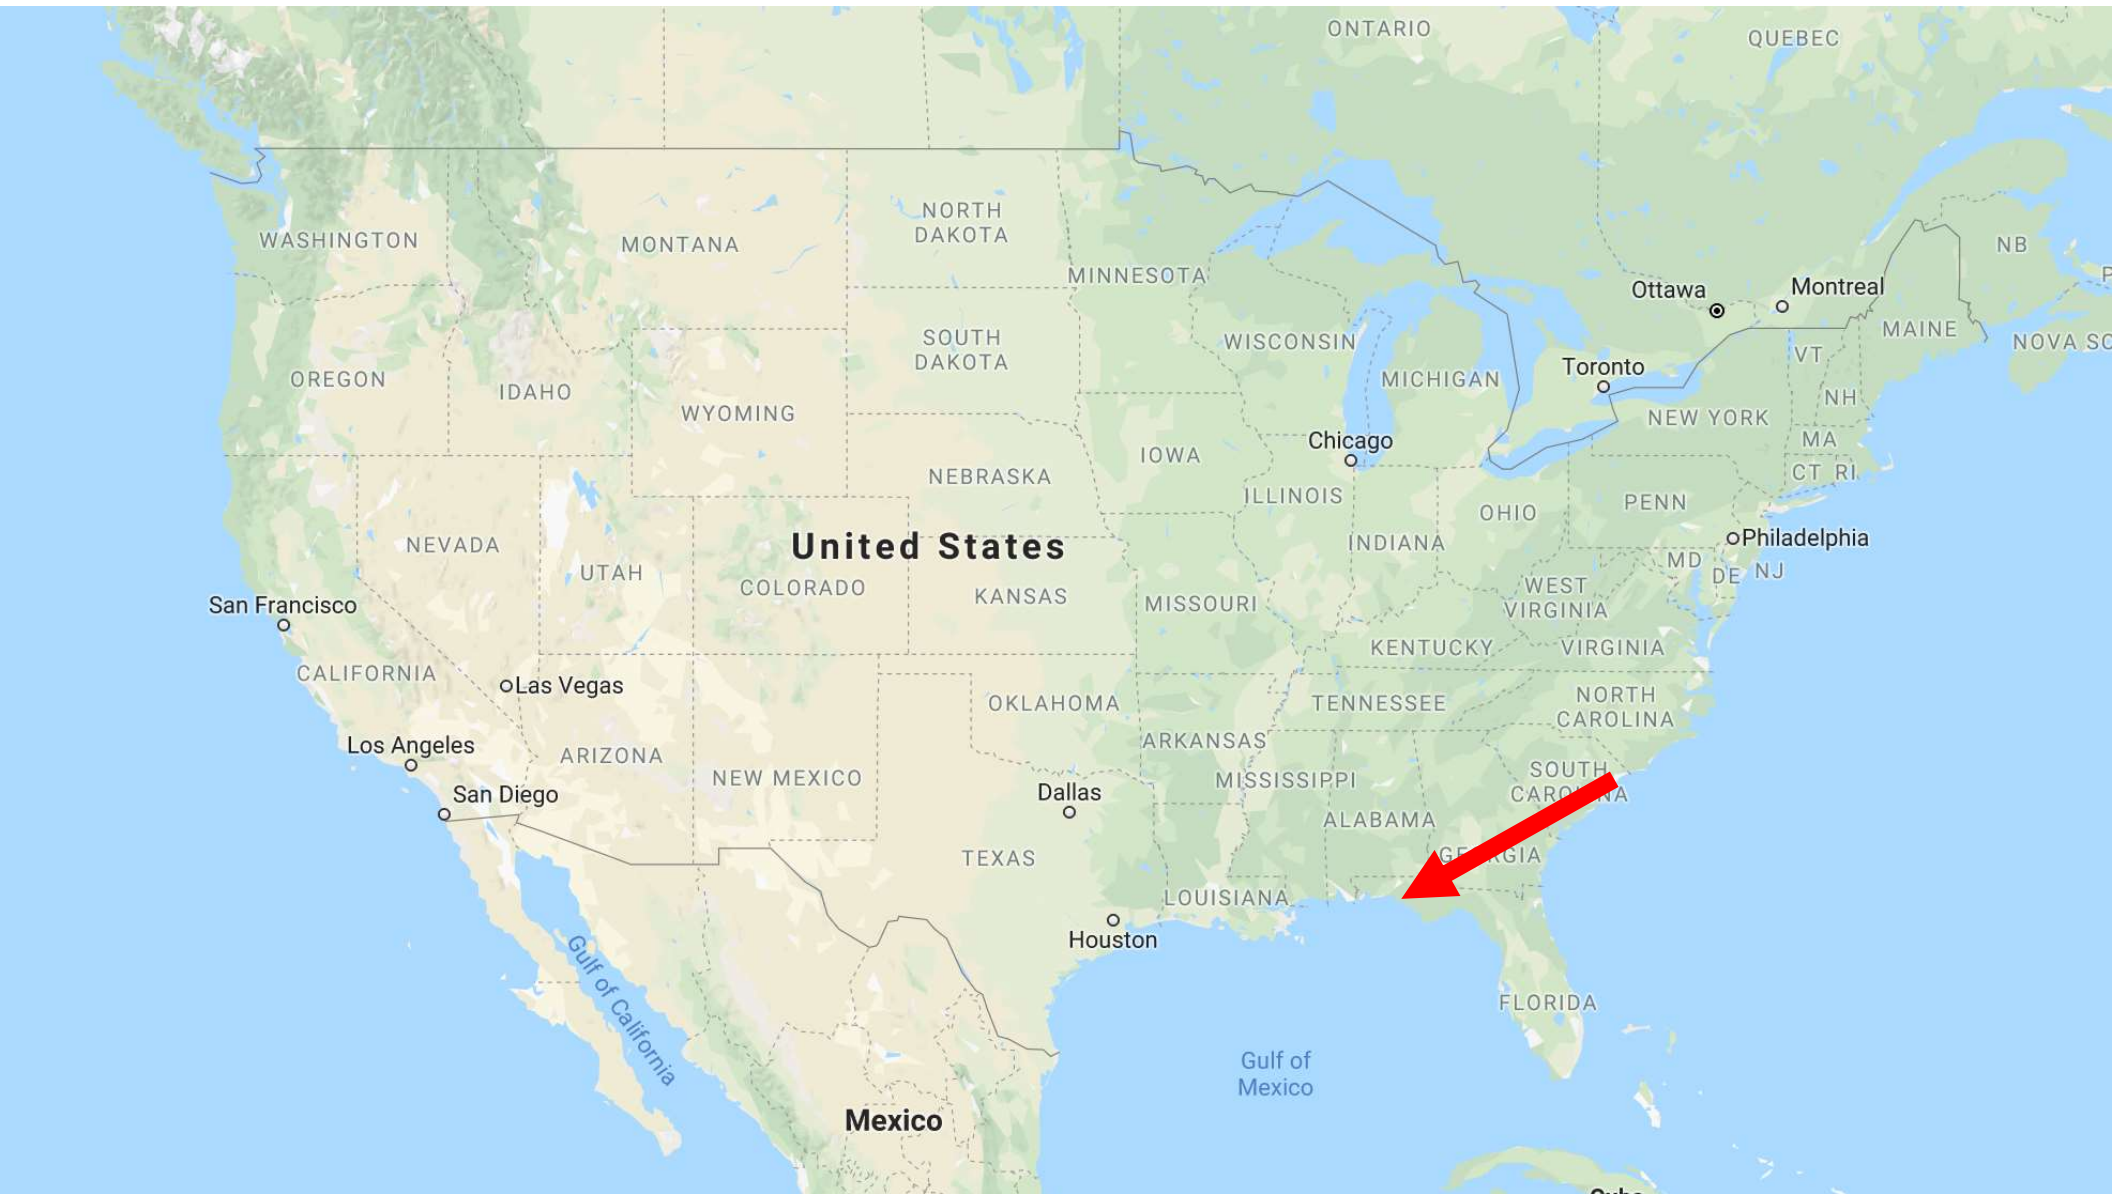 ONTARIO
QUEBEC
NORTH
DAKOTA
WASHINGTON
MONTANA
NB
MINNESOTA
Ottawa
Montreal
SOUTH
DAKOTA
WISCONSIN
MAINE
NOVA SC
VT
OREGON
IDAHO
MICHIGAN
Toronto
NH
WYOMING
NEW YORK
Chicago
MA
IOWA
CT RI
NEBRASKA
ILLINOIS
OHIO
PENN
United States
NEVADA
INDIANA
Philadelphia
UTAH
COLORADO
KANSAS
MD
DE
NJ
WEST
VIRGINIA
San Francisco
MISSOURI
KENTUCKY
VIRGINIA
CALIFORNIA
Las Vegas
OKLAHOMA
TENNESSEE
NORTH
CAROLINA
Los Angeles
ARIZONA
NEW MEXICO
ARKANSAS
MISSISSIPPI
SOUTH
CAROLINA
San Diego
Dallas
ALABAMA
TEXAS
GEORGIA
LOUISIANA
Houston
Gulf of California
FLORIDA
Gulf of
Mexico
Mexico